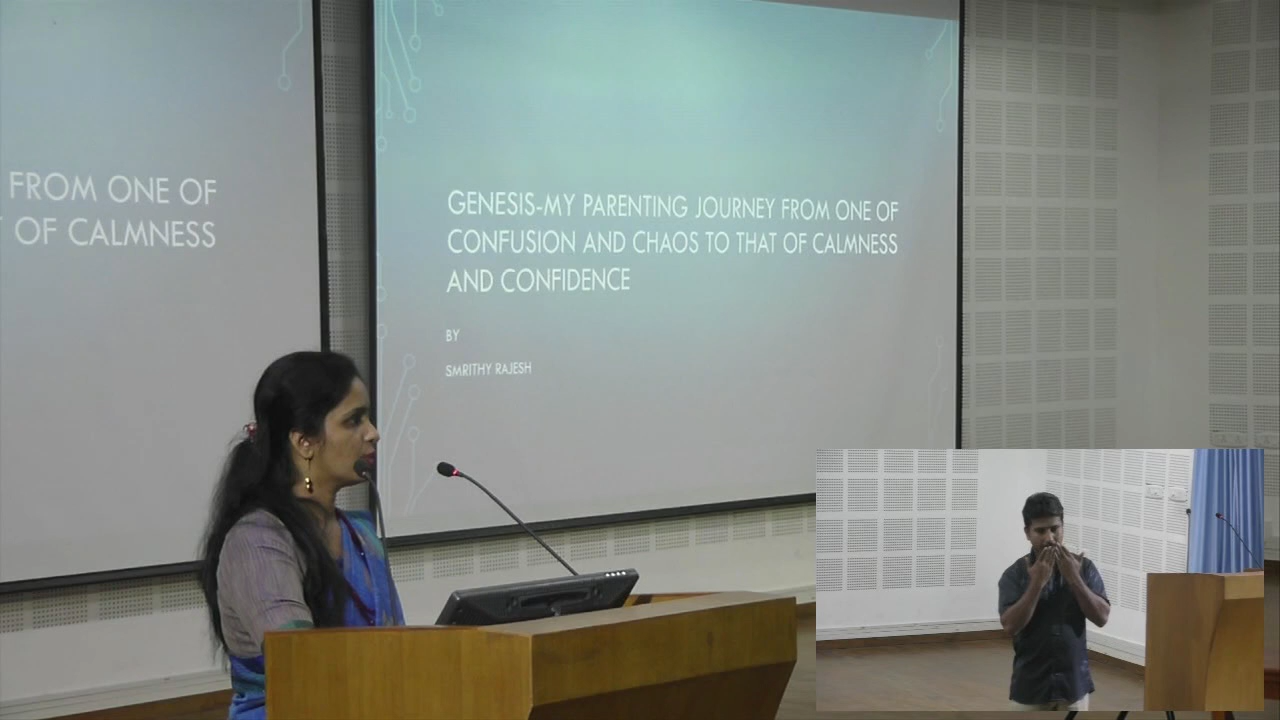 FROM ONE OF
OF CALMNESS
GENESIS-MY PARENTING JOURNEY FROM ONE OF
CONFUSION AND CHAOS TO THAT OF CALMNESS
AND CONFIDENCE
BY
SMRITHY RAJESH